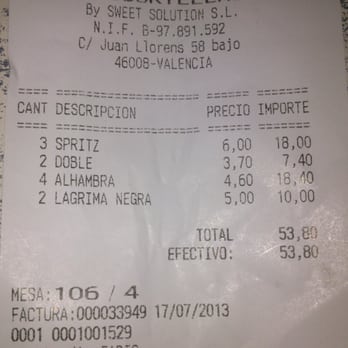 By SWEET SOLUTION S.L.
N.I.F. B-97.891.592
C/ Juan Llorens 58 bajo
46008-VALENCIA
==== =============== ====== =======
CANT DESCRIPCION PRECIO IMPORTE
==== =============== ====== =======
3 SPRITZ 6,00 18,00
2 DOBLE 3,70 7,40
4 ALHAMBRA 4,60 18,40
2 LAGRIMA NEGRA 5,00 10,00
TOTAL 53,80
EFECTIVO: 53,80
MESA: 106 / 4
FACTURA:000033949 17/07/2013
0001 0001001529